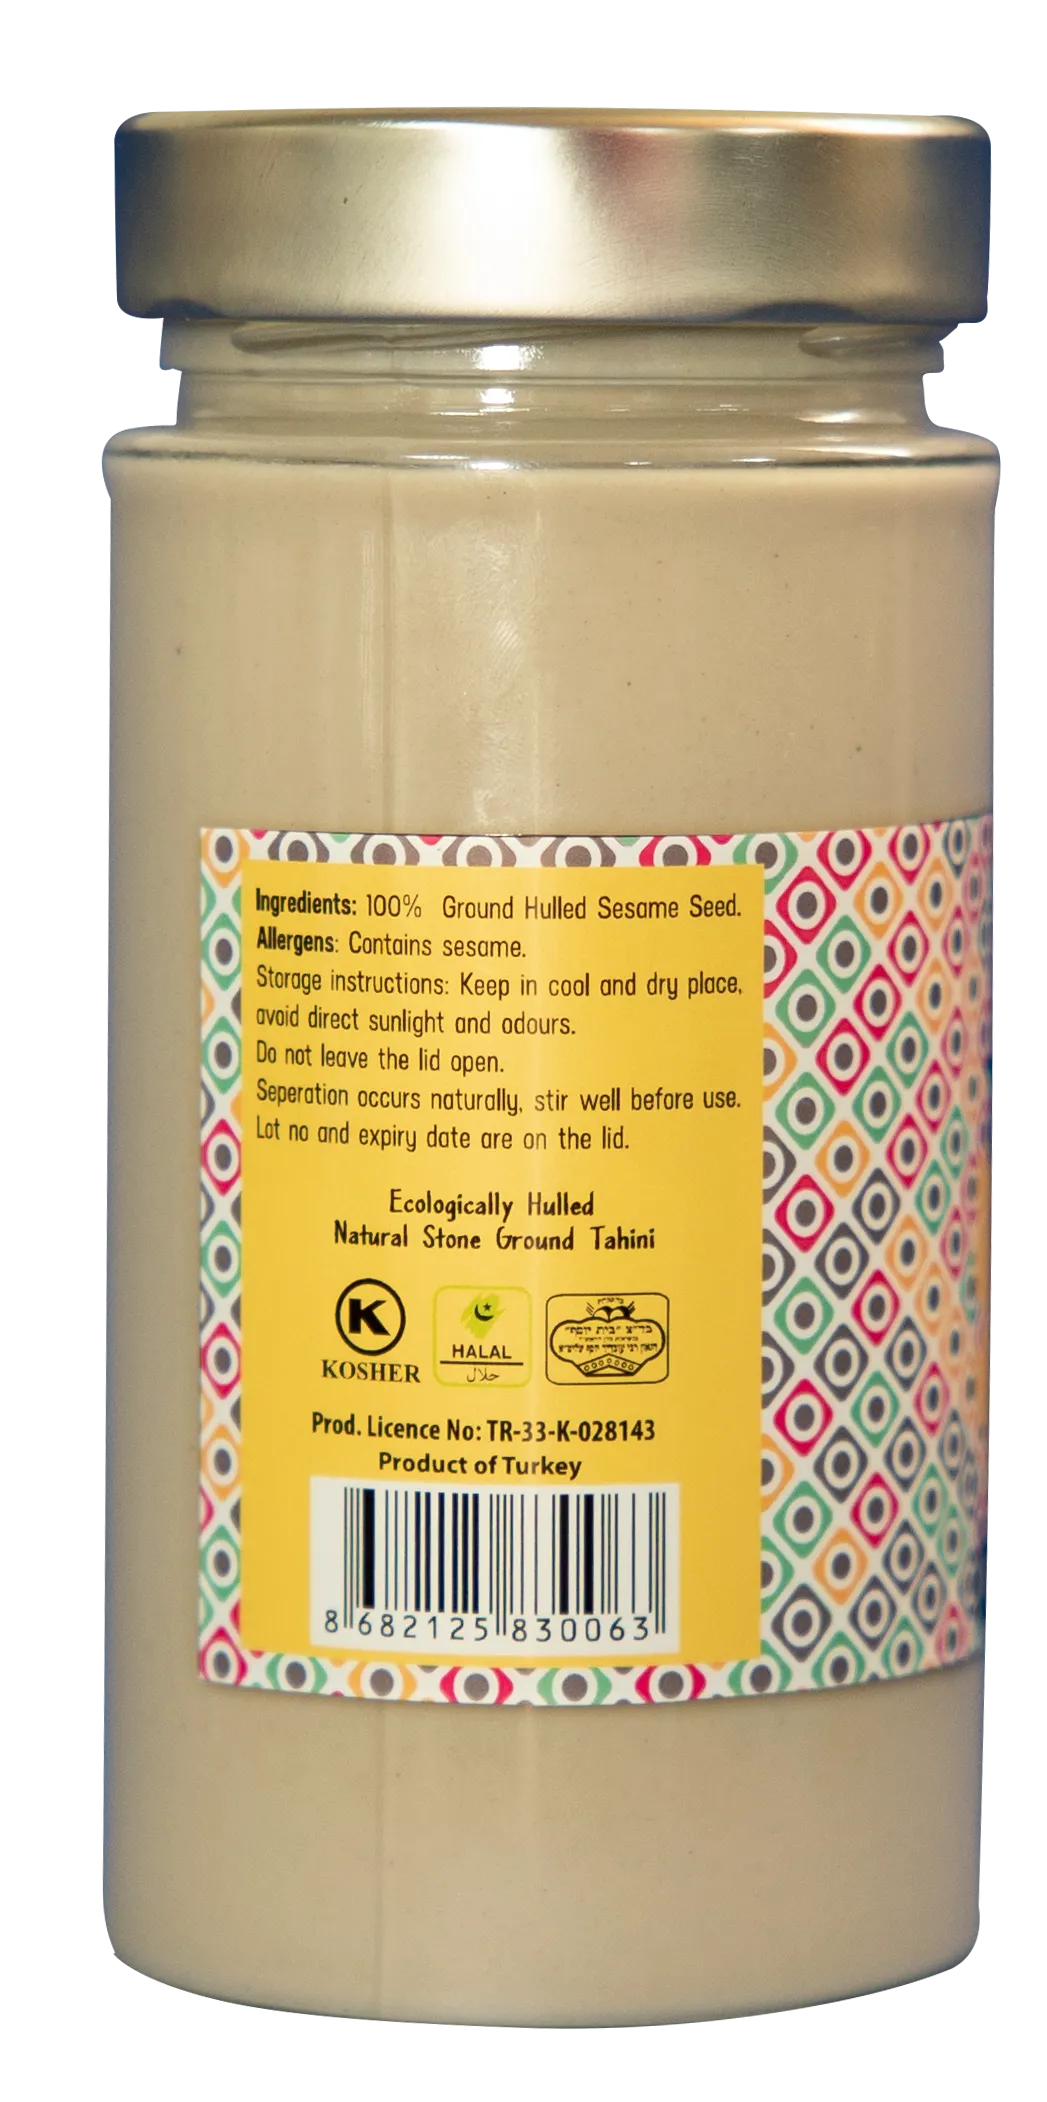 Ingredients: 100% Ground Hulled Sesame Seed.
Allergens: Contains sesame.
Storage instructions: Keep in cool and dry place,
avoid direct sunlight and odours.
Do not leave the lid open.
Seperation occurs naturally, stir well before use.
Lot no and expiry date are on the lid.
Ecologically Hulled
Natural Stone Ground Tahini
K
KOSHER
HALAL
حلال
בד"צ "בית יוסף"
Prod. Licence No: TR-33-K-028143
Product of Turkey
8 682125 830063